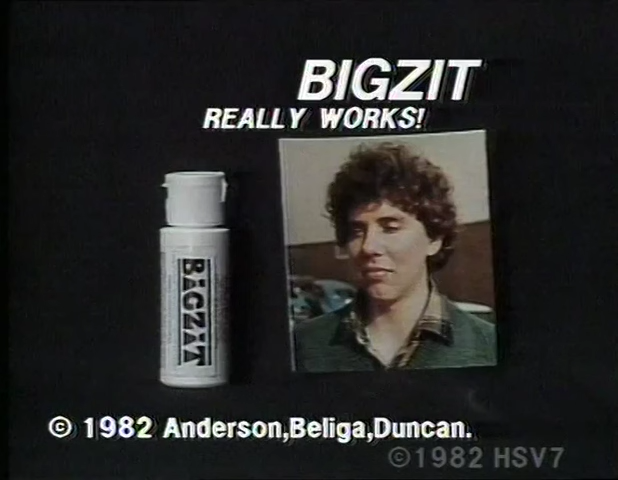 BIGZIT
REALLY WORKS!
BIGZIT
© 1982 Anderson,Beliga,Duncan.
©1982 HSV7